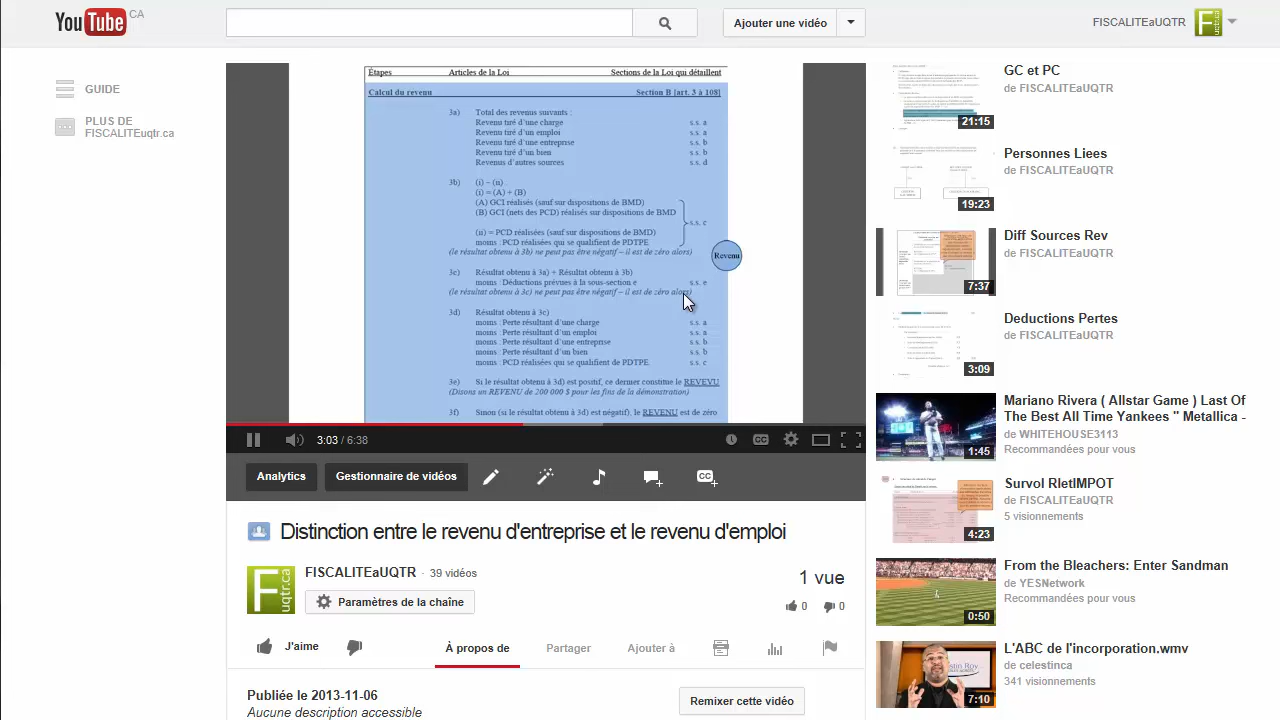 YouTube CA
Ajouter une vidéo
FISCALITEaUQTR
GUIDE
PLUS DE
FISCALITEuqtr.ca
Étapes Articles de la Loi Sections de la Loi qui détaillent
Calcul du revenu Section B (art. 3 à 108)
3a) Total des revenus suivants :
Revenu tiré d'une charge s.s. a
Revenu tiré d'un emploi s.s. a
Revenu tiré d'une entreprise s.s. b
Revenu tiré d'un bien s.s. b
Revenus d'autres sources s.s. d
3b) (i) – (ii)
(i) = (A) + (B)
(A) GCI réalisés (sauf sur dispositions de BMD)
(B) GCI (nets des PCD) réalisés sur dispositions de BMD
s.s. c
(ii) = PCD réalisées (sauf sur dispositions de BMD)
moins : PCD réalisées qui se qualifient de PDTPE
(le résultat obtenu à 3b) ne peut pas être négatif – il est de zéro alors)
Revenu
3c) Résultat obtenu à 3a) + Résultat obtenu à 3b)
moins : Déductions prévues à la sous-section e s.s. e
(le résultat obtenu à 3c) ne peut pas être négatif – il est de zéro alors)
3d) Résultat obtenu à 3c)
moins : Perte résultant d'une charge s.s. a
moins : Perte résultant d'un emploi s.s. a
moins : Perte résultant d'une entreprise s.s. b
moins : Perte résultant d'un bien s.s. b
moins : PCD réalisées qui se qualifient de PDTPE s.s. c
3e) Si le résultat obtenu à 3d) est positif, ce dernier constitue le REVEVU
(Disons un REVENU de 200 000 $ pour les fins de la démonstration)
3f) Sinon (si le résultat obtenu à 3d) est négatif), le REVENU est de zéro
3:03 / 6:38
CC
Analytics
Gestionnaire de vidéos
CC
Distinction entre le revenu d'entreprise et le revenu d'emploi
Fuqtr.ca
FISCALITEaUQTR · 39 vidéos
1 vue
Paramètres de la chaîne
0 0
J'aime
À propos de
Partager
Ajouter à
Publiée le 2013-11-06
Aucune description accessible
Remixer cette vidéo
GC et PC
de FISCALITEaUQTR
21:15
Personnes Liees
de FISCALITEaUQTR
19:23
Diff Sources Rev
de FISCALITEaUQTR
7:37
Deductions Pertes
de FISCALITEaUQTR
3:09
Mariano Rivera ( Allstar Game ) Last Of
The Best All Time Yankees " Metallica -
de WHITEHOUSE3113
Recommandées pour vous
1:45
Survol RletIMPOT
de FISCALITEaUQTR
5 visionnements
4:23
From the Bleachers: Enter Sandman
de YESNetwork
Recommandées pour vous
0:50
L'ABC de l'incorporation.wmv
de celestinca
341 visionnements
7:10